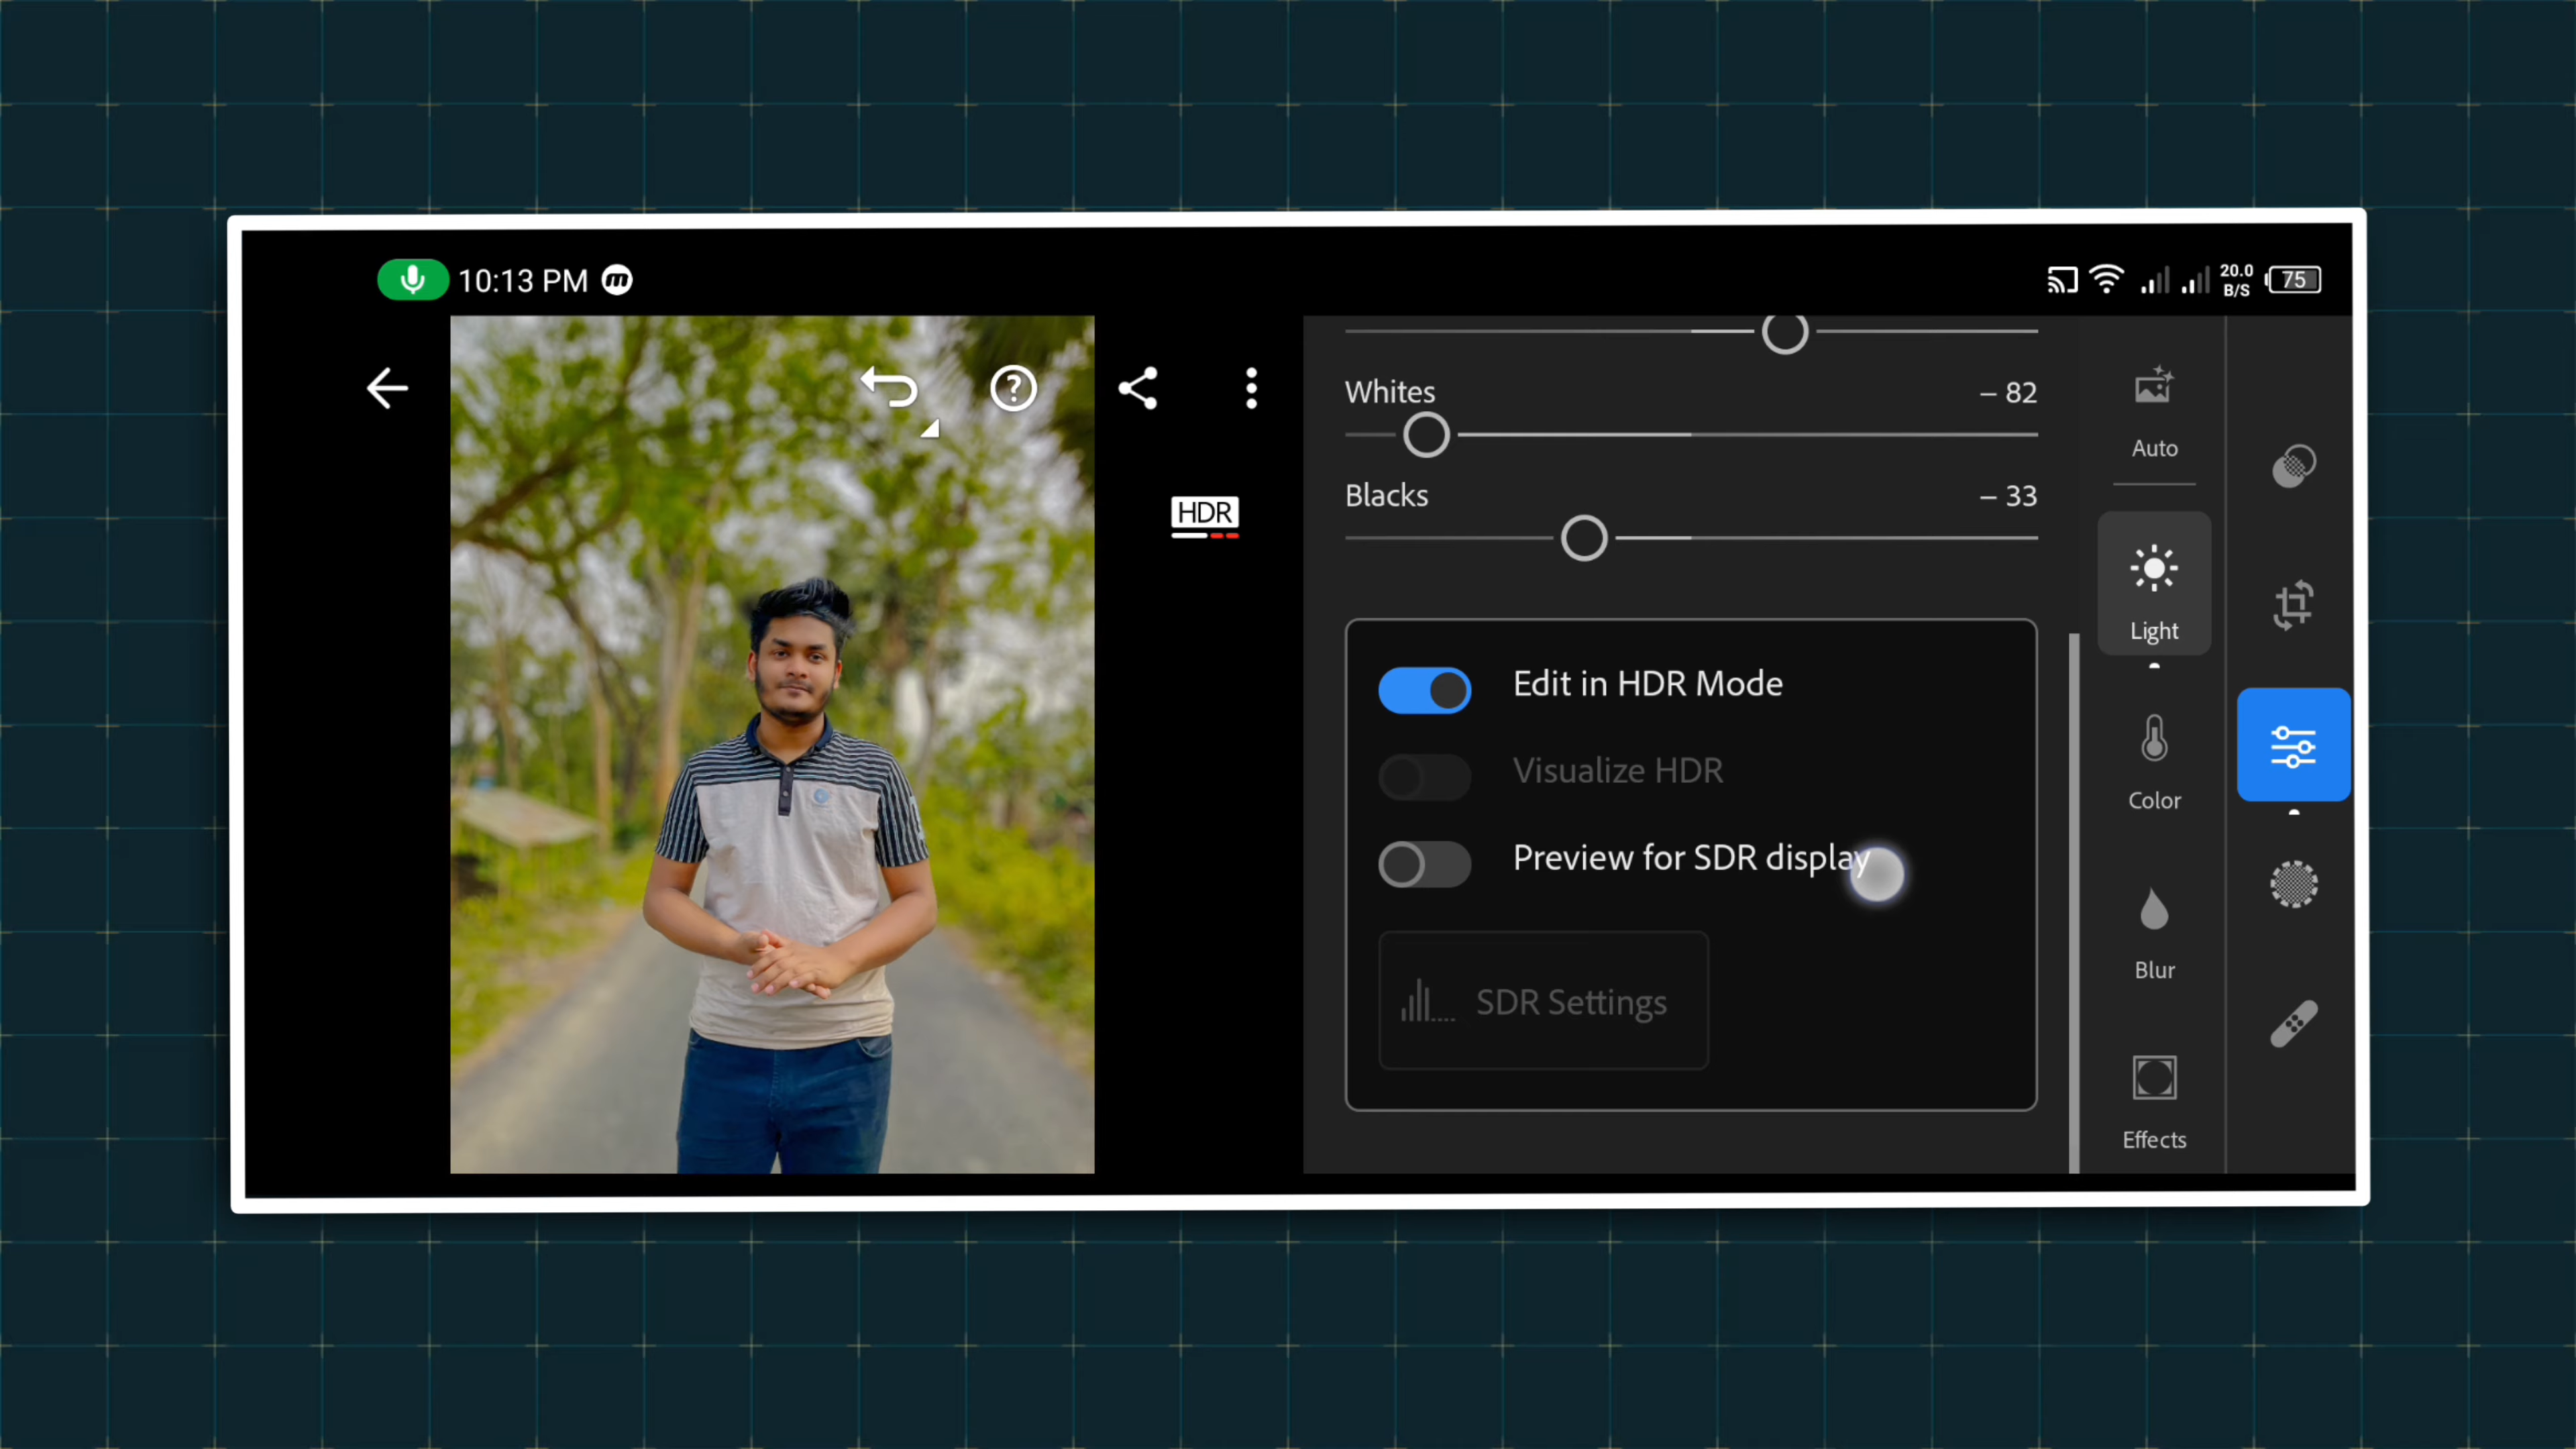 10:13 PM
20.0
B/S
75
Whites
– 82
Auto
HDR
Blacks
– 33
Light
Edit in HDR Mode
Visualize HDR
Color
Preview for SDR display
Blur
SDR Settings
Effects